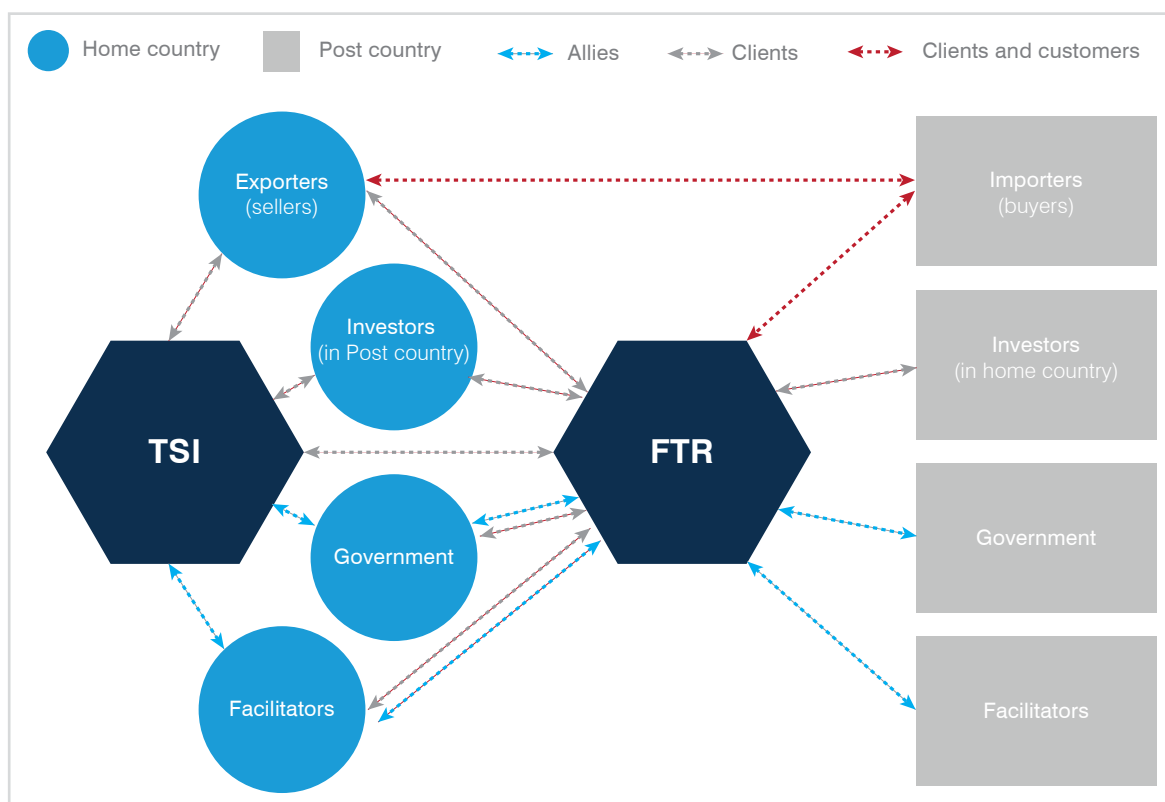 Home country
Post country
Allies
Clients
Clients and customers
Exporters
(sellers)
Importers
(buyers)
Investors
(in Post country)
Investors
(in home country)
TSI
FTR
Government
Government
Facilitators
Facilitators